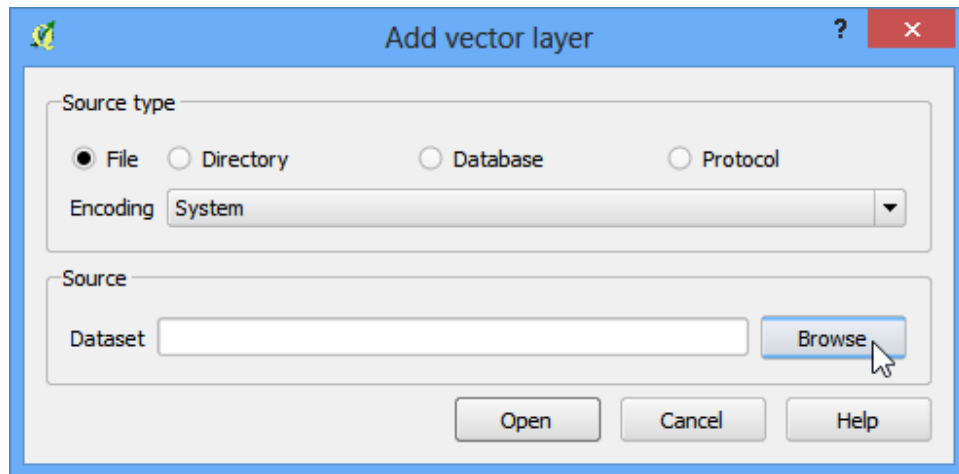 Add vector layer ?
Source type
File Directory Database Protocol
Encoding System
Source
Dataset Browse
Open Cancel Help